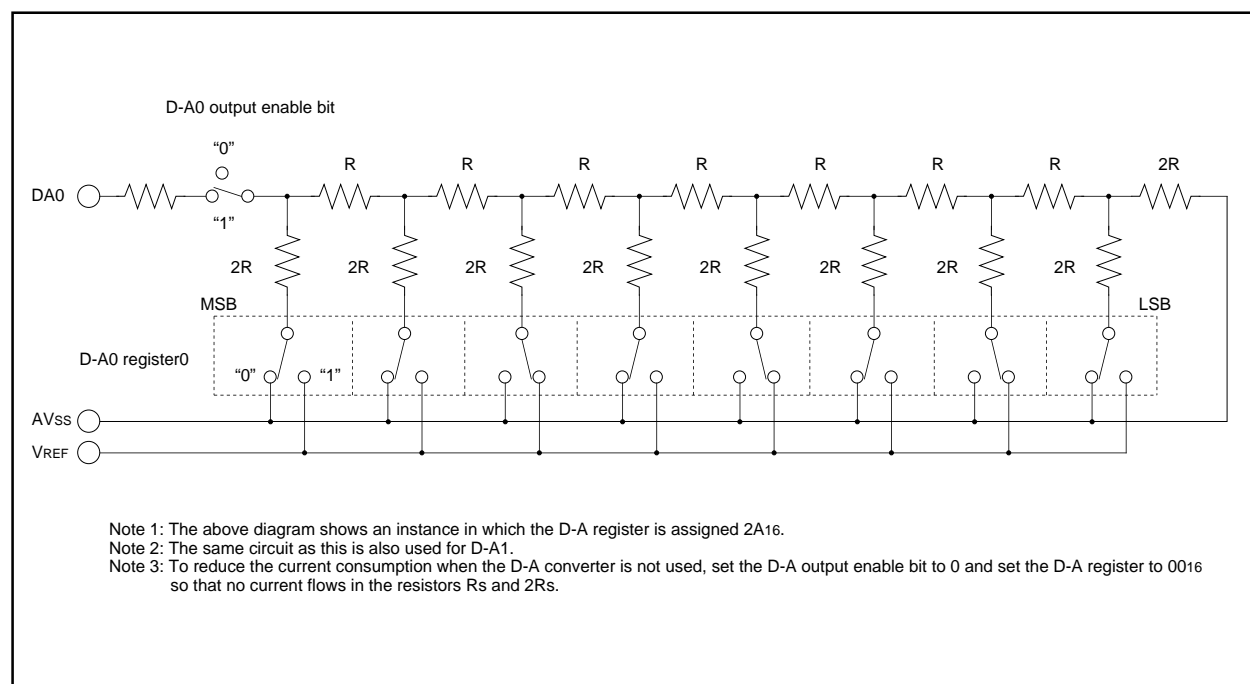 D-A0 output enable bit
“0”
R R R R R R R 2R
DA0
“1”
2R 2R 2R 2R 2R 2R 2R 2R
MSB LSB
D-A0 register0
“0” “1”
AVSS
VREF
Note 1: The above diagram shows an instance in which the D-A register is assigned 2A16.
Note 2: The same circuit as this is also used for D-A1.
Note 3: To reduce the current consumption when the D-A converter is not used, set the D-A output enable bit to 0 and set the D-A register to 0016
so that no current flows in the resistors Rs and 2Rs.